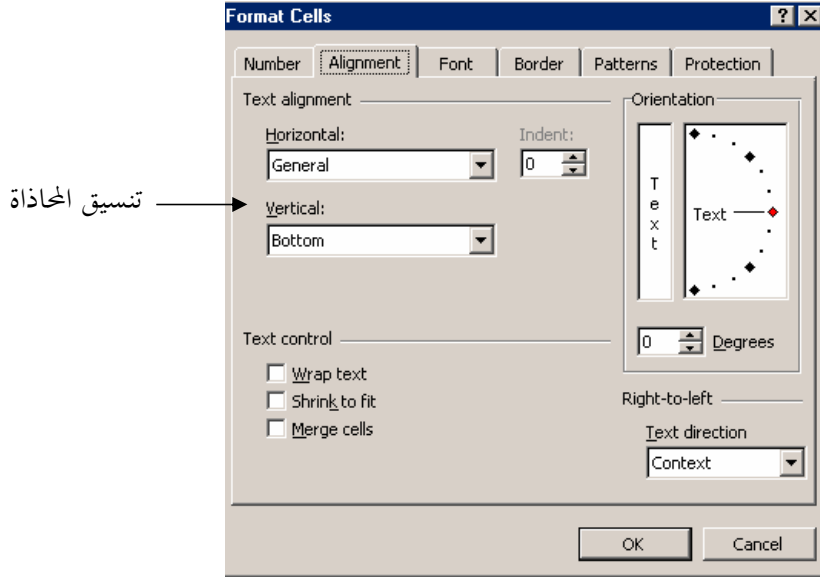 Format Cells
Number Alignment Font Border Patterns Protection
Text alignment
Horizontal:
General
Indent:
0
Vertical:
Bottom
تنسيق المحاذاة
Orientation
T
e
x
t
Text
0 Degrees
Text control
Wrap text
Shrink to fit
Merge cells
Right-to-left
Text direction
Context
OK Cancel